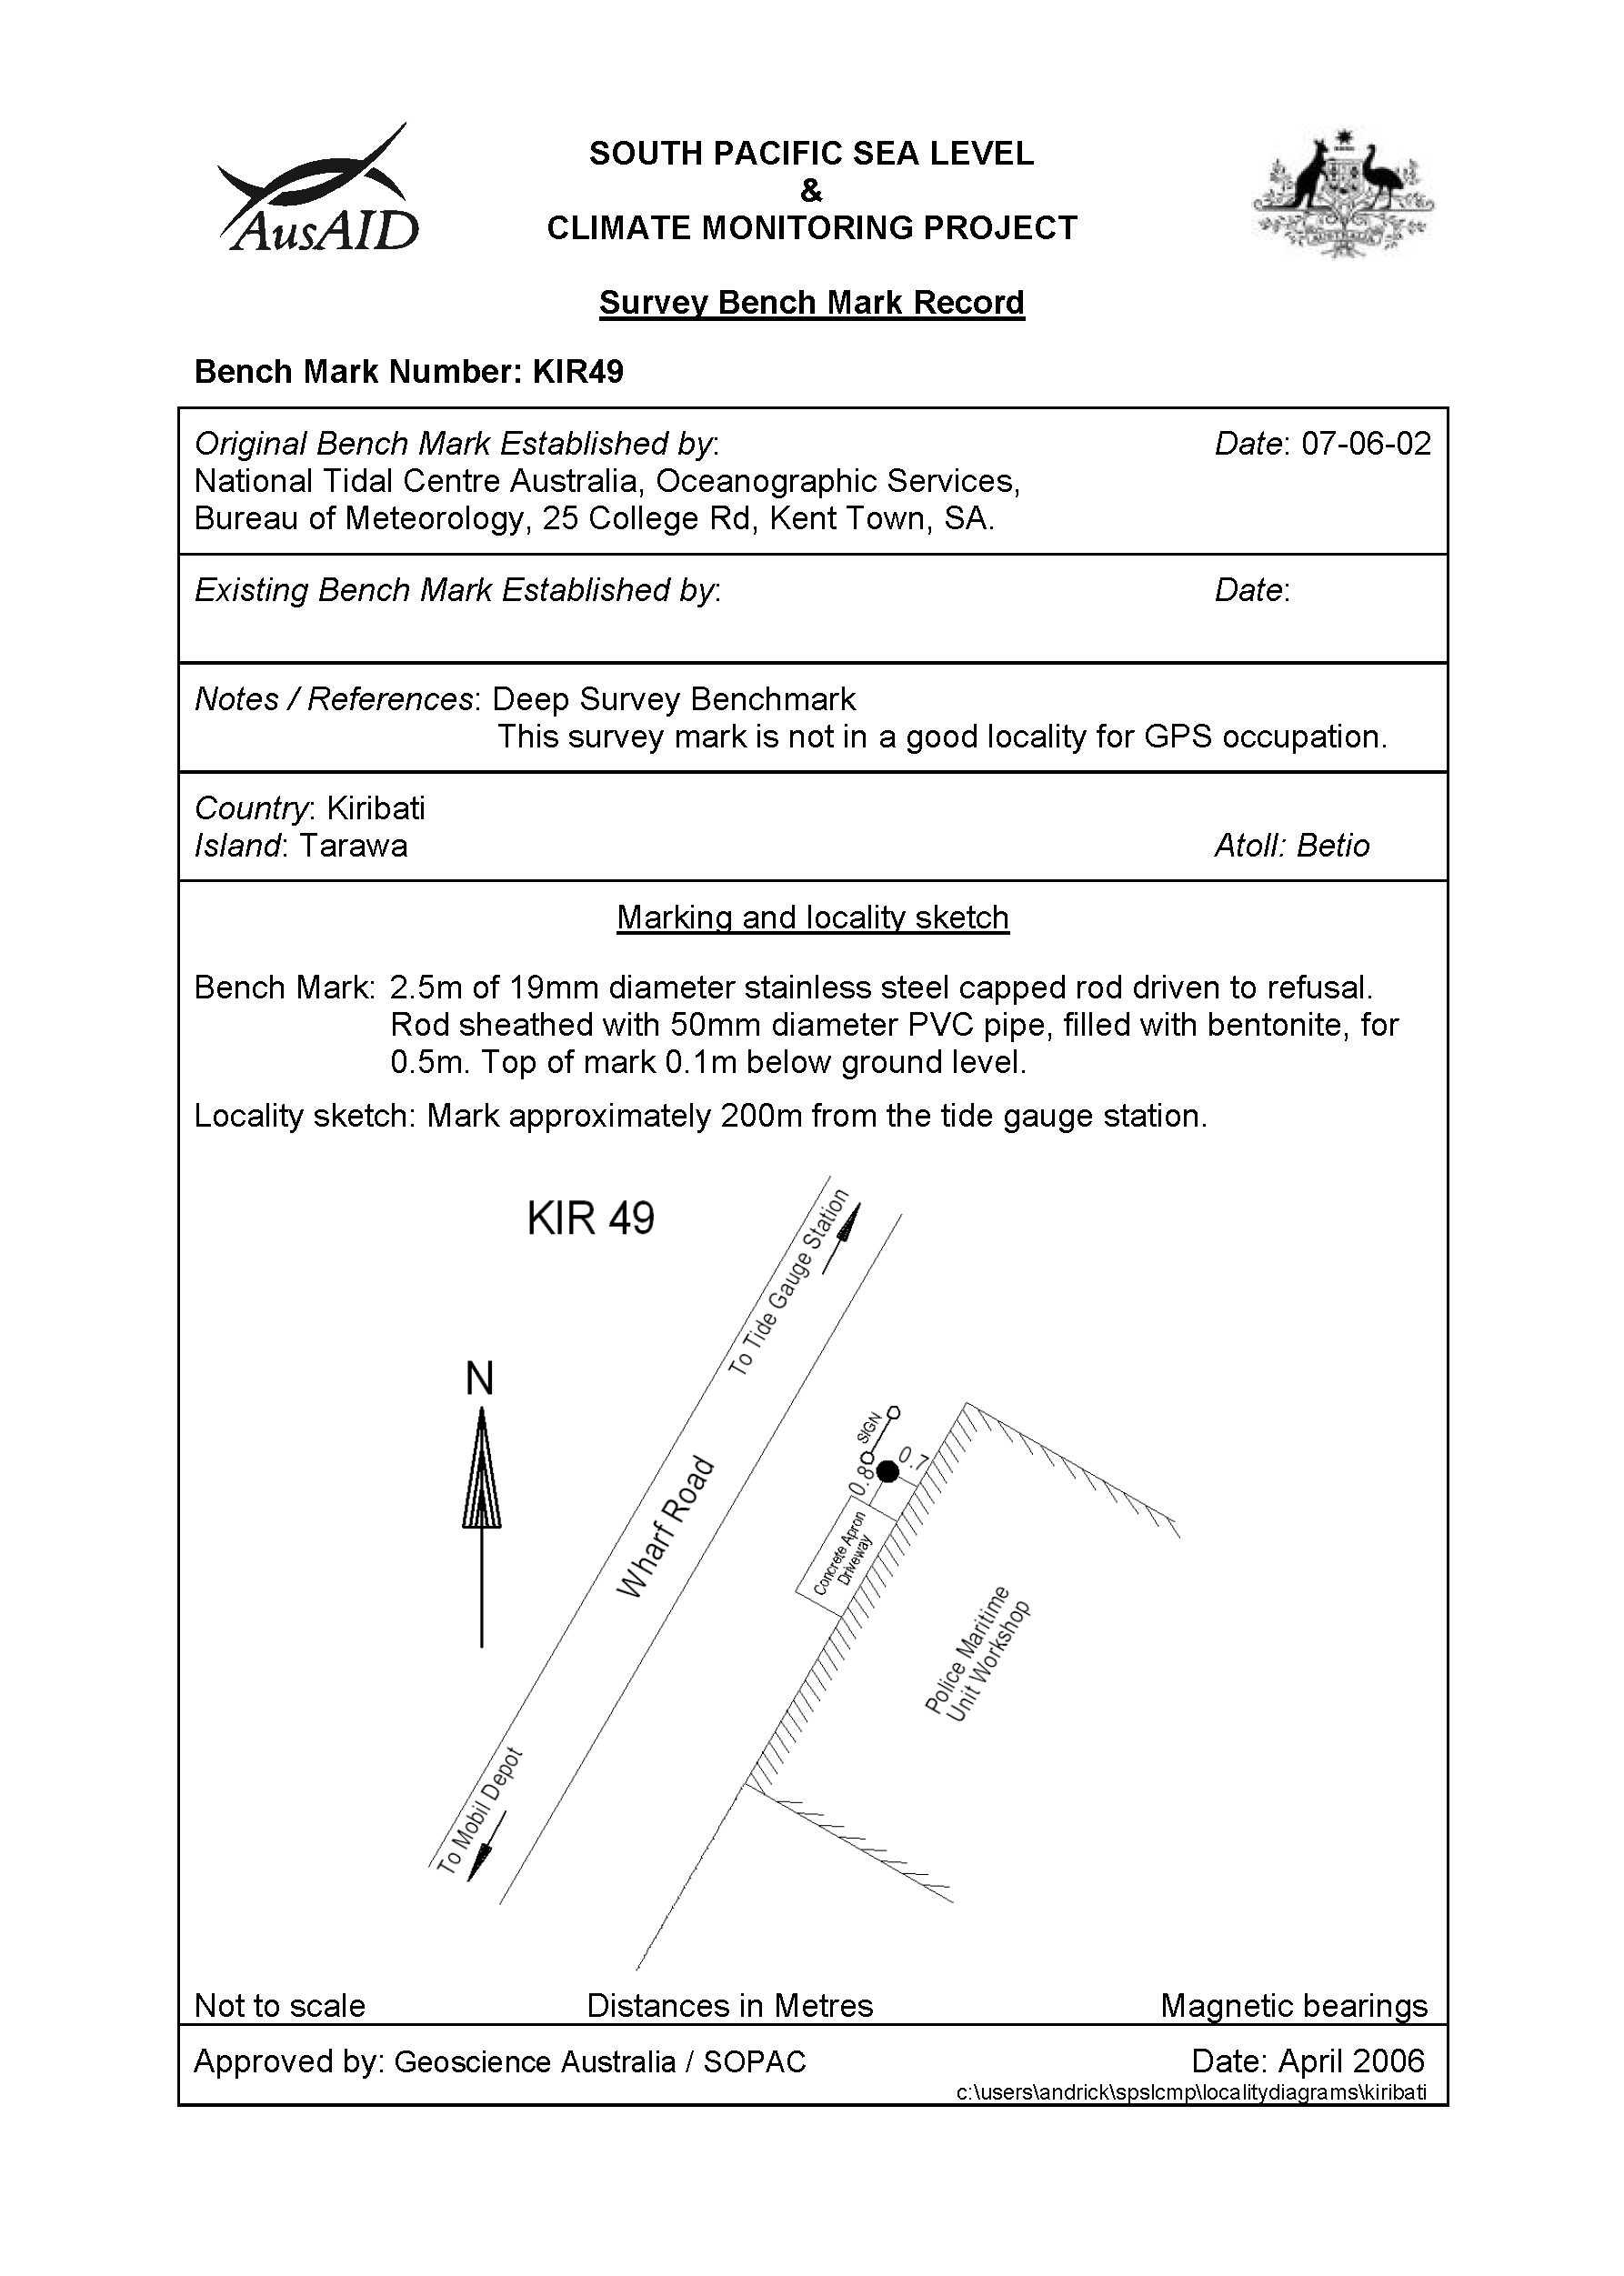 AusAID
SOUTH PACIFIC SEA LEVEL
&
CLIMATE MONITORING PROJECT
AUSTRALIA
Survey Bench Mark Record
Bench Mark Number: KIR49
Original Bench Mark Established by: Date: 07-06-02
National Tidal Centre Australia, Oceanographic Services,
Bureau of Meteorology, 25 College Rd, Kent Town, SA.
Existing Bench Mark Established by: Date:
Notes / References: Deep Survey Benchmark
This survey mark is not in a good locality for GPS occupation.
Country: Kiribati
Island: Tarawa Atoll: Betio
Marking and locality sketch
Bench Mark: 2.5m of 19mm diameter stainless steel capped rod driven to refusal.
Rod sheathed with 50mm diameter PVC pipe, filled with bentonite, for
0.5m. Top of mark 0.1m below ground level.
Locality sketch: Mark approximately 200m from the tide gauge station.
KIR 49
To Tide Gauge Station
N
SIGN
0.7
0.8
Wharf Road
Concrete Apron
Driveway
Police Maritime
Unit Workshop
To Mobil Depot
Not to scale Distances in Metres Magnetic bearings
Approved by: Geoscience Australia / SOPAC Date: April 2006
c:\users\andrick\spslcmp\localitydiagrams\kiribati